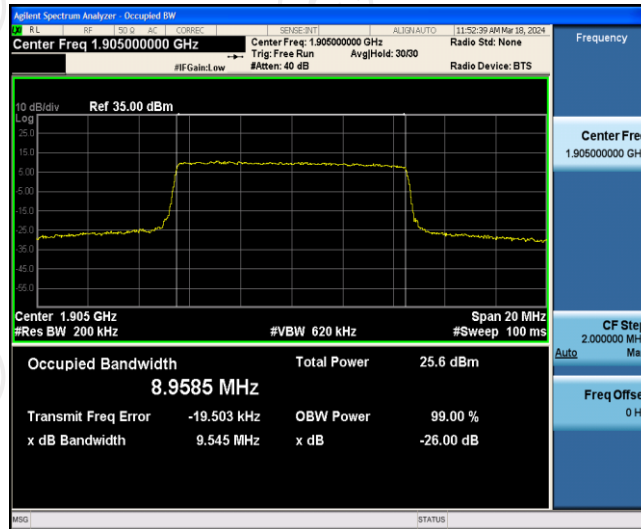 Agilent Spectrum Analyzer - Occupied BW
RL RF 50 Ω AC CORREC SENSE:INT ALIGNAUTO 11:52:39 AM Mar 18, 2024
Center Freq 1.905000000 GHz
Center Freq: 1.905000000 GHz
Radio Std: None
Trig: Free Run Avg|Hold: 30/30
#IFGain:Low #Atten: 40 dB
Radio Device: BTS
Frequency
10 dB/div Ref 35.00 dBm
Log
25.0
15.0
5.00
-5.00
-15.0
-25.0
-35.0
-45.0
-55.0
Center Fre
1.905000000 GH
Center 1.905 GHz Span 20 MHz
#Res BW 200 kHz #VBW 620 kHz #Sweep 100 ms
CF Step
2.000000 MH
Auto Ma
Occupied Bandwidth Total Power 25.6 dBm
8.9585 MHz
Transmit Freq Error -19.503 kHz OBW Power 99.00 %
x dB Bandwidth 9.545 MHz x dB -26.00 dB
Freq Offse
0 H
MSG STATUS